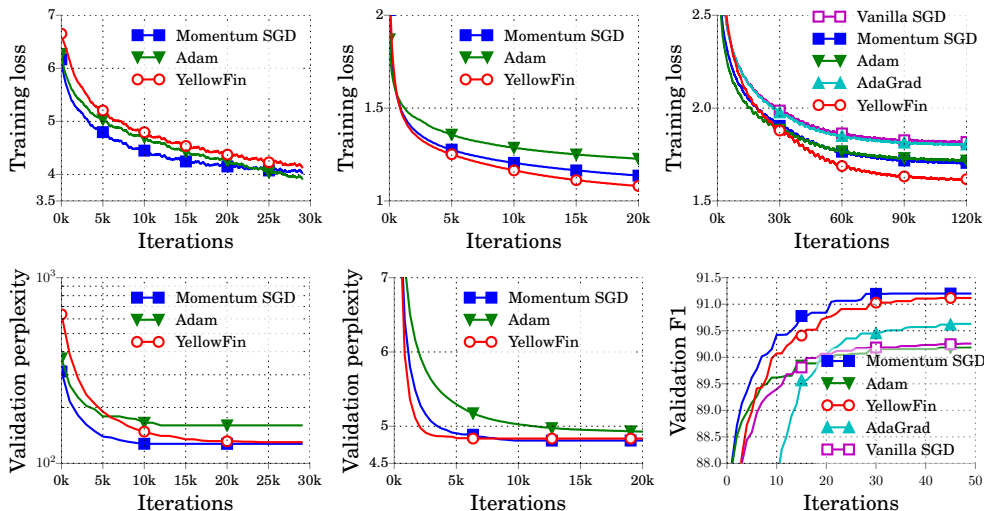 Training loss
7
6
5
4
3.5
0k
5k
10k
15k
20k
25k
30k
Iterations
Momentum SGD
Adam
YellowFin
Training loss
2
1.5
1
0k
5k
10k
15k
20k
Iterations
Momentum SGD
Adam
YellowFin
Training loss
2.5
2.0
1.5
0k
30k
60k
90k
120k
Iterations
Vanilla SGD
Momentum SGD
Adam
AdaGrad
YellowFin
Validation perplexity
10^3
10^2
0k
5k
10k
15k
20k
25k
30k
Iterations
Momentum SGD
Adam
YellowFin
Validation perplexity
7
6
5
4.5
0k
5k
10k
15k
20k
Iterations
Momentum SGD
Adam
YellowFin
Validation F1
91.5
91.0
90.5
90.0
89.5
89.0
88.5
88.0
0
10
20
30
40
50
Iterations
Momentum SGD
Adam
YellowFin
AdaGrad
Vanilla SGD